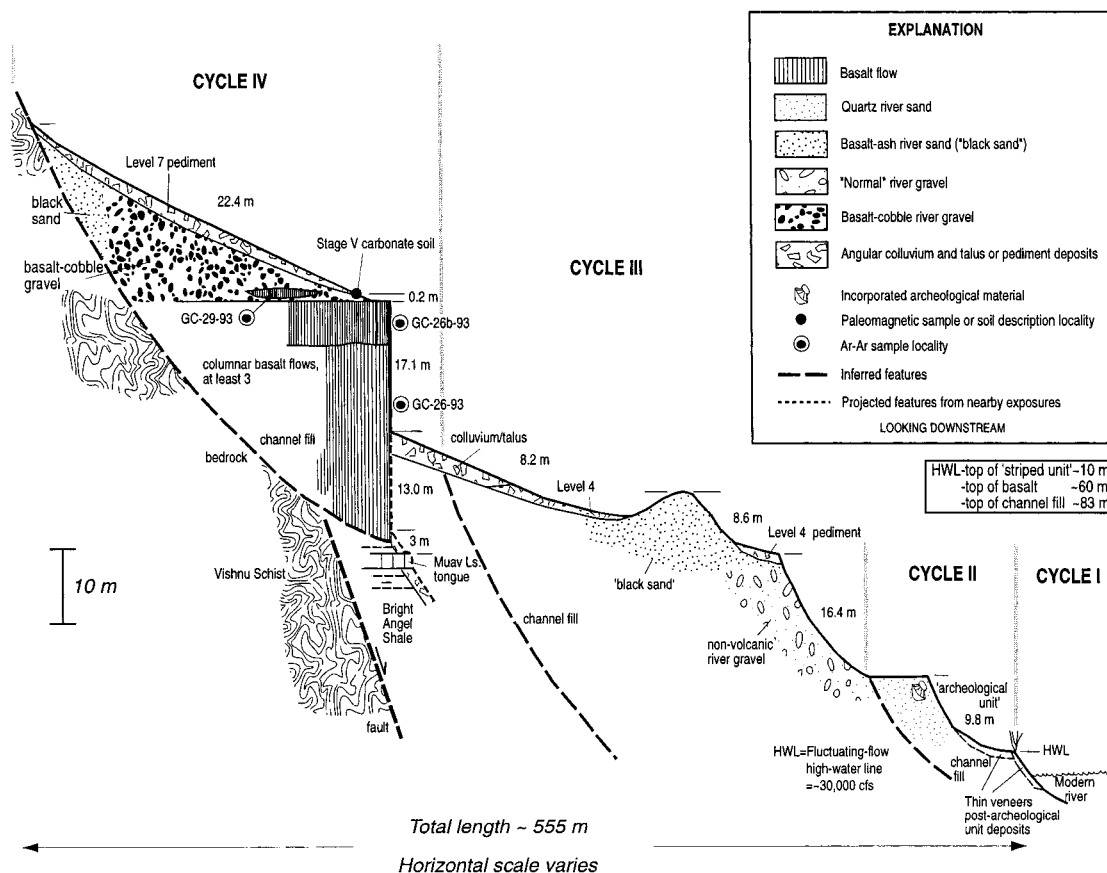 CYCLE IV
CYCLE III
CYCLE II
CYCLE I
Level 7 pediment
22.4 m
black
sand
basalt-cobble
gravel
Stage V carbonate soil
0.2 m
GC-29-93
GC-26b-93
columnar basalt flows,
at least 3
17.1 m
GC-26-93
channel fill
bedrock
colluvium/talus
8.2 m
13.0 m
Level 4
3 m
Muav Ls.
tongue
Vishnu Schist
Bright
Angel
Shale
fault
channel fill
'black sand'
8.6 m
Level 4 pediment
non-volcanic
river gravel
16.4 m
'archeological
unit'
9.8 m
HWL
channel
fill
Modern
river
Thin veneers
post-archeological
unit deposits
HWL=Fluctuating-flow
high-water line
=~30,000 cfs
10 m
Total length ~ 555 m
Horizontal scale varies
EXPLANATION
Basalt flow
Quartz river sand
Basalt-ash river sand ("black sand")
"Normal" river gravel
Basalt-cobble river gravel
Angular colluvium and talus or pediment deposits
Incorporated archeological material
Paleomagnetic sample or soil description locality
Ar-Ar sample locality
Inferred features
Projected features from nearby exposures
LOOKING DOWNSTREAM
HWL-top of 'striped unit'~10 m
-top of basalt ~60 m
-top of channel fill ~83 m